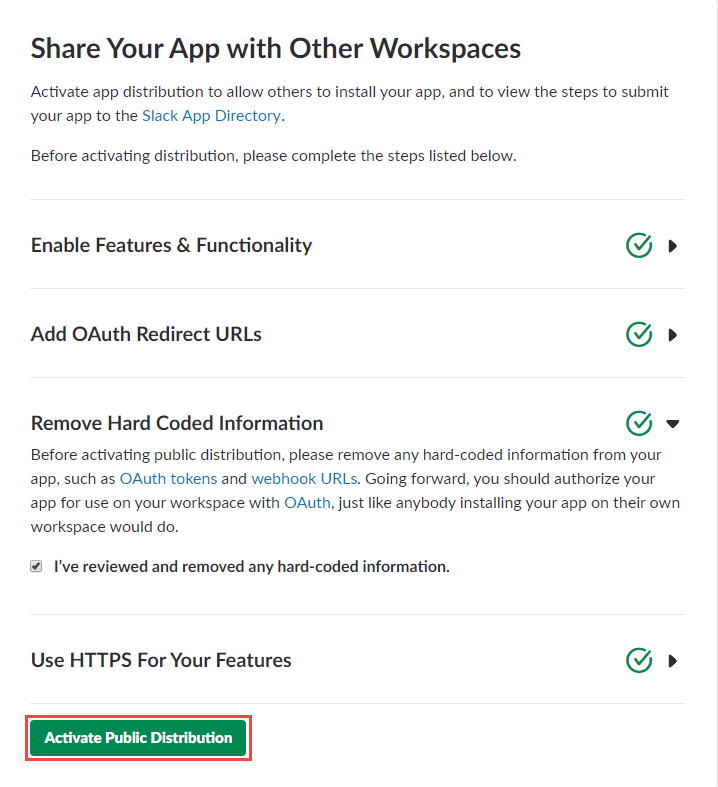 Share Your App with Other Workspaces
Activate app distribution to allow others to install your app, and to view the steps to submit
your app to the Slack App Directory.
Before activating distribution, please complete the steps listed below.
Enable Features & Functionality
Add OAuth Redirect URLs
Remove Hard Coded Information
Before activating public distribution, please remove any hard-coded information from your
app, such as OAuth tokens and webhook URLs. Going forward, you should authorize your
app for use on your workspace with OAuth, just like anybody installing your app on their own
workspace would do.
I've reviewed and removed any hard-coded information.
Use HTTPS For Your Features
Activate Public Distribution